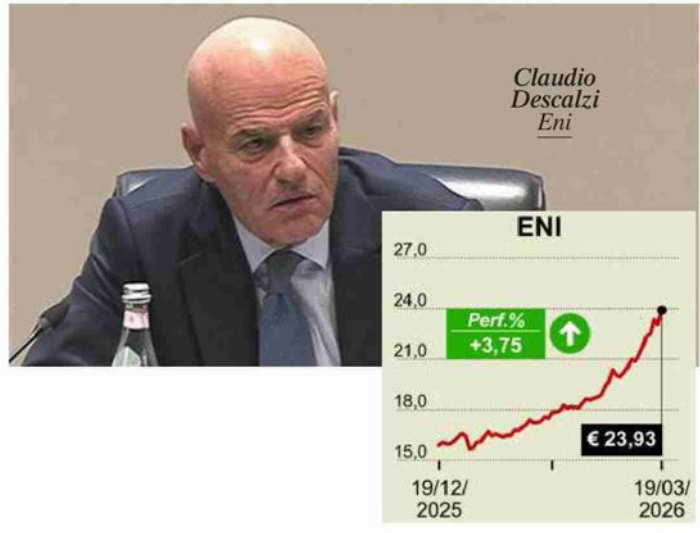 Claudio
Descalzi
Eni
ENI
27,0
24,0
Perf.%
+3,75
21,0
18,0
€ 23,93
15,0
19/12/
2025
19/03/
2026